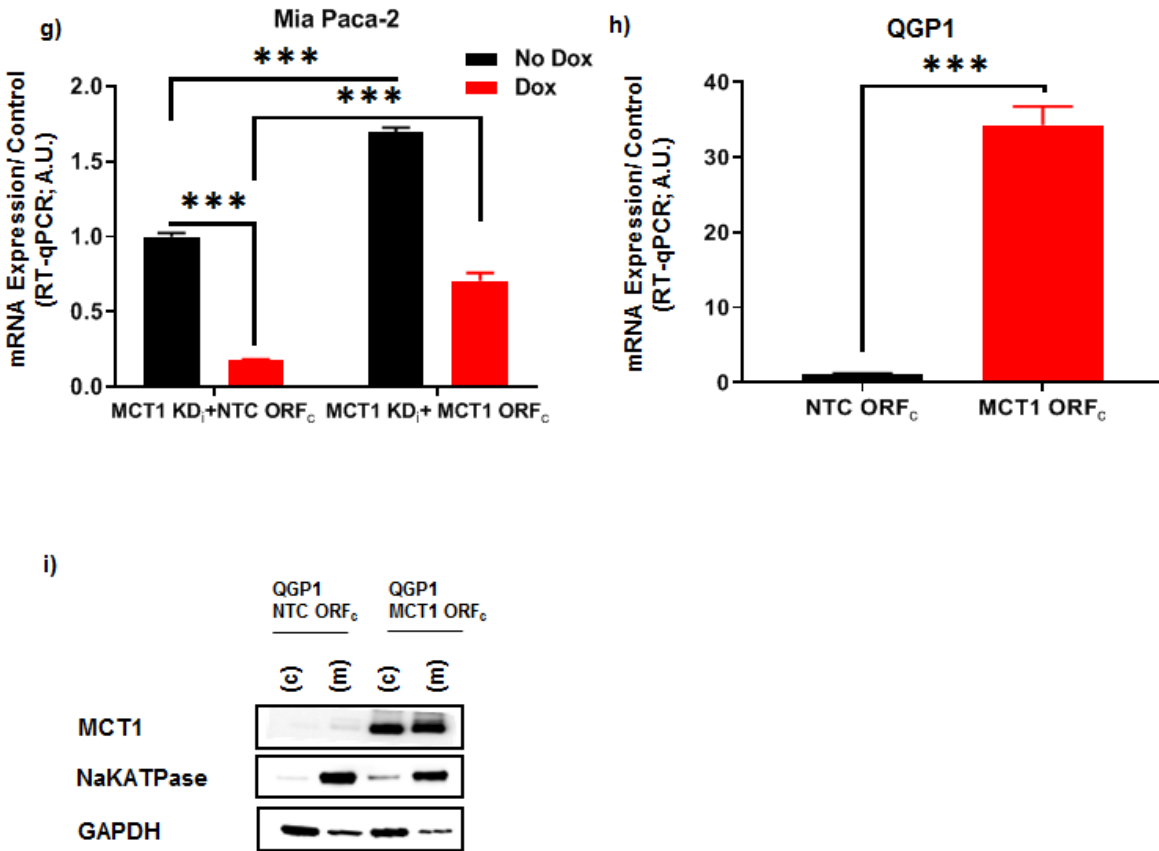 g)
Mia Paca-2
No Dox
Dox
***
***
***
mRNA Expression/ Control
(RT-qPCR; A.U.)
2.0
1.5
1.0
0.5
0.0
MCT1 KDi+NTC ORFc
MCT1 KDi+ MCT1 ORFc
h)
QGP1
***
mRNA Expression/ Control
(RT-qPCR; A.U.)
40
30
20
10
0
NTC ORFc
MCT1 ORFc
i)
QGP1
NTC ORFc
QGP1
MCT1 ORFc
(c) (m) (c) (m)
MCT1
NaKATPase
GAPDH